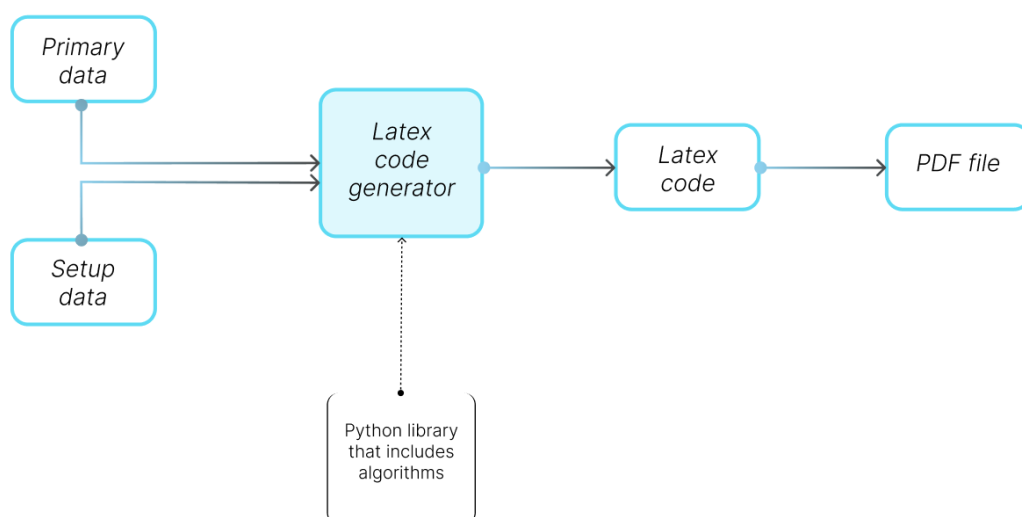 Primary
data
Latex
code
generator
Latex
code
PDF file
Setup
data
Python library
that includes
algorithms